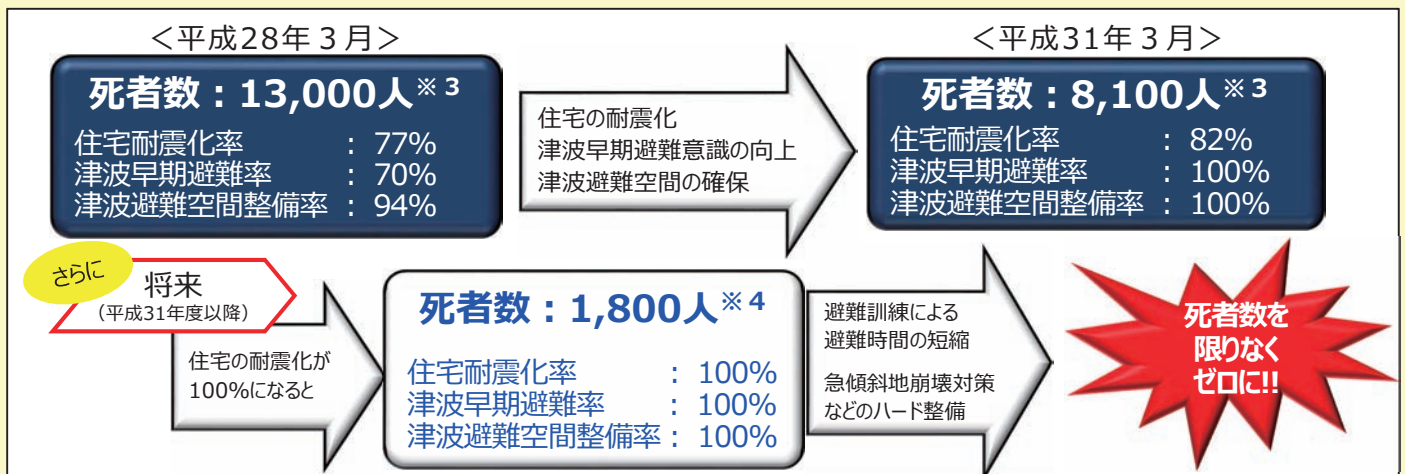 ＜平成28年３月＞
死者数：13,000人※３
住宅耐震化率　　　：77%
津波早期避難率　　：70%
津波避難空間整備率：94%
住宅の耐震化
津波早期避難意識の向上
津波避難空間の確保
＜平成31年３月＞
死者数：8,100人※３
住宅耐震化率　　　：82%
津波早期避難率　　：100%
津波避難空間整備率：100%
さらに
将来
（平成31年度以降）
住宅の耐震化が
100%になると
死者数：1,800人※４
住宅耐震化率　　　：100%
津波早期避難率　　：100%
津波避難空間整備率：100%
避難訓練による
避難時間の短縮
急傾斜地崩壊対策
などのハード整備
死者数を
限りなく
ゼロに!!